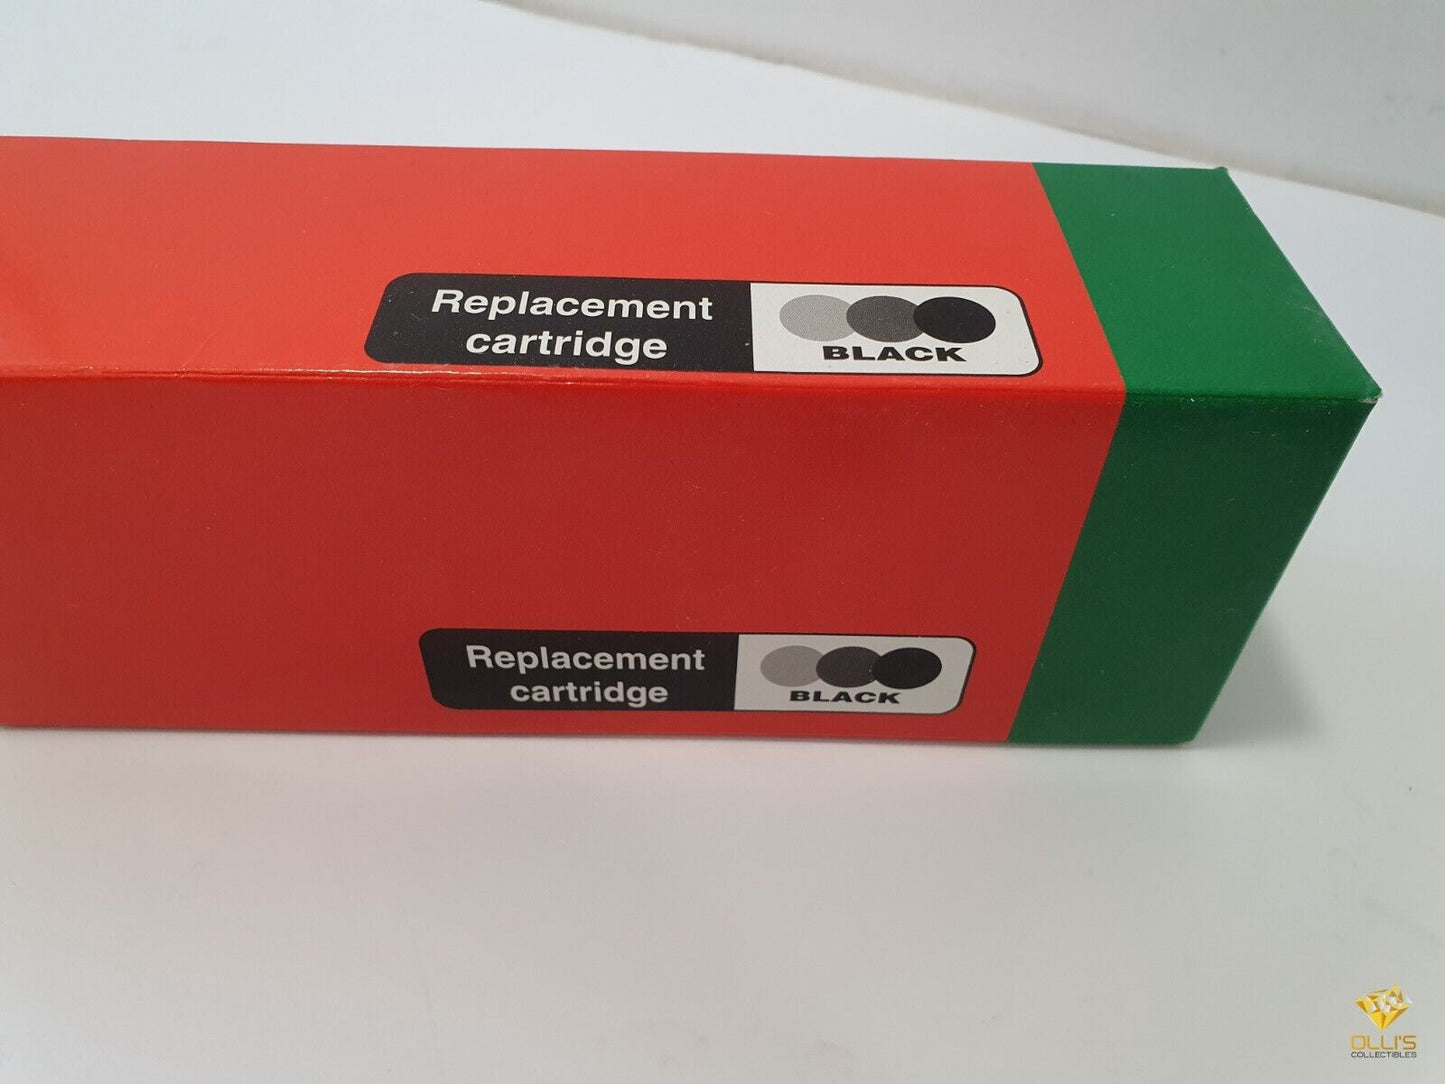 Replacement
cartridge
BLACK
Replacement
cartridge
BLACK
OLLI'S
COLLECTIBLES